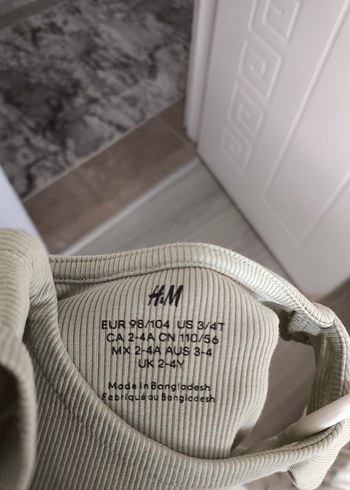 H&M
EUR 98/104 US 3/4T
CA 2-4A CN 110/56
MX 2-4A AUS 3-4
UK 2-4Y
Made in Bangladesh
Fabriqué au Bangladesh